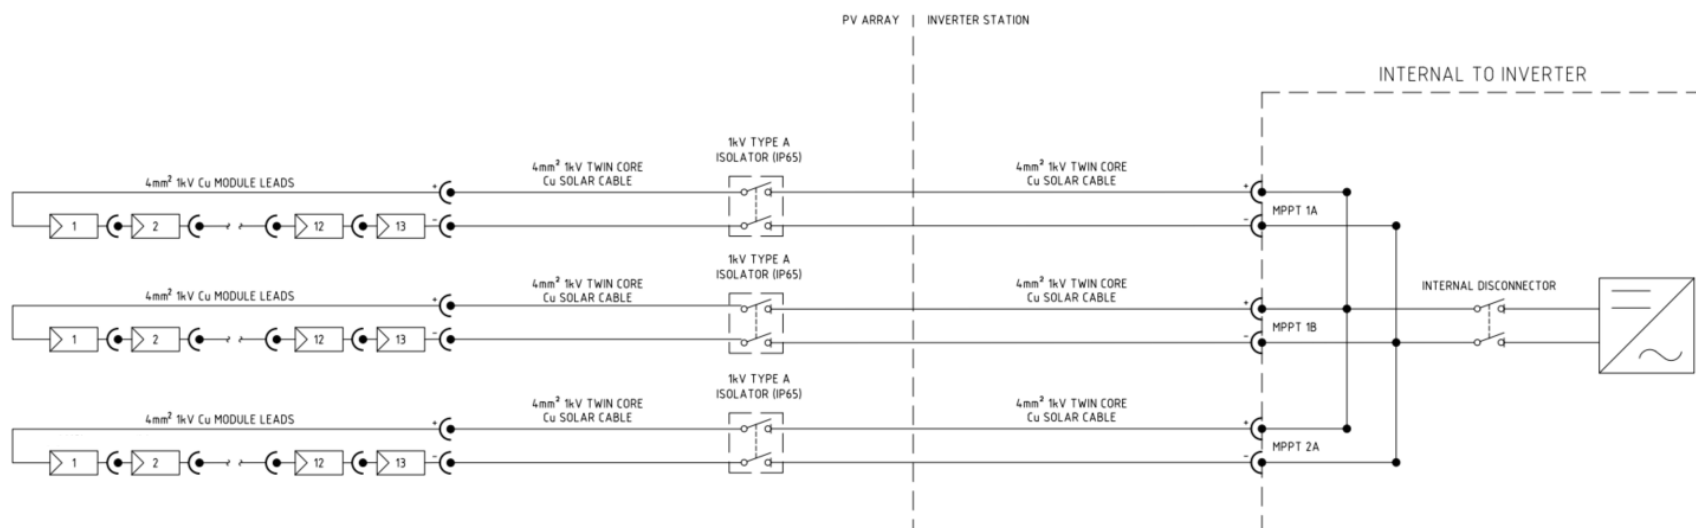 PV ARRAY | INVERTER STATION
INTERNAL TO INVERTER
1kV TYPE A
ISOLATOR (IP65)
4mm² 1kV Cu MODULE LEADS
4mm² 1kV TWIN CORE
Cu SOLAR CABLE
4mm² 1kV TWIN CORE
Cu SOLAR CABLE
+
+
MPPT 1A
1
2
12
13
-
-
1kV TYPE A
ISOLATOR (IP65)
4mm² 1kV Cu MODULE LEADS
4mm² 1kV TWIN CORE
Cu SOLAR CABLE
4mm² 1kV TWIN CORE
Cu SOLAR CABLE
INTERNAL DISCONNECTOR
+
+
MPPT 1B
1
2
12
13
-
-
1kV TYPE A
ISOLATOR (IP65)
4mm² 1kV Cu MODULE LEADS
4mm² 1kV TWIN CORE
Cu SOLAR CABLE
4mm² 1kV TWIN CORE
Cu SOLAR CABLE
+
+
MPPT 2A
1
2
12
13
-
-